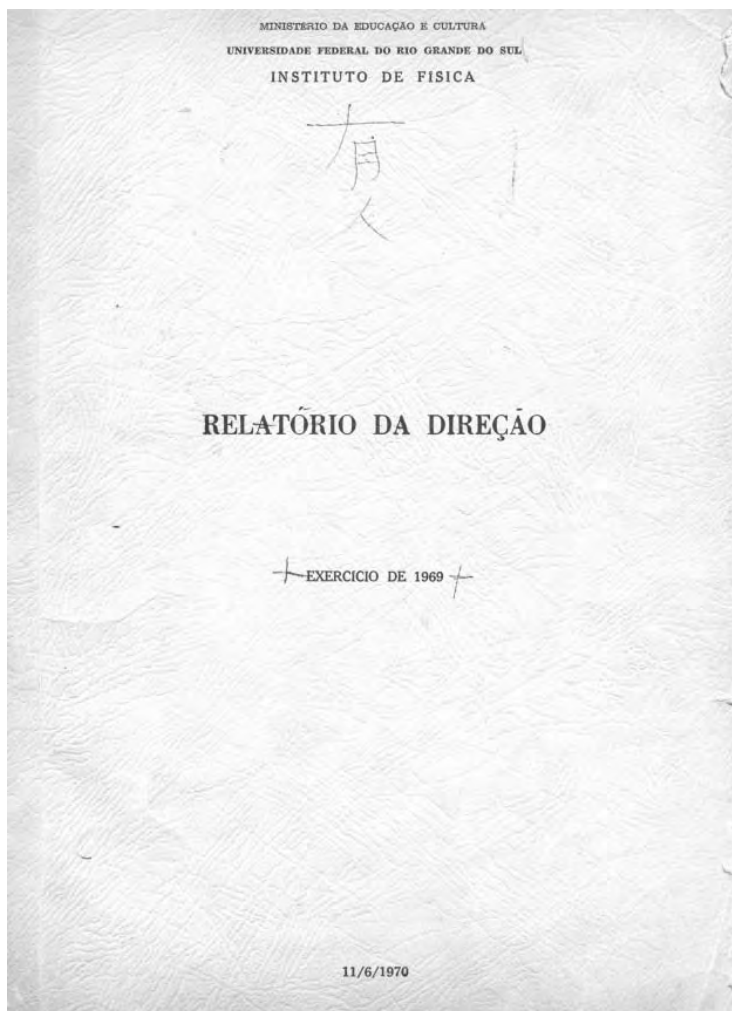 MINISTERIO DA EDUCAÇÃO E CULTURA
UNIVERSIDADE FEDERAL DO RIO GRANDE DO SUL
INSTITUTO DE FISICA
有
人
RELATÓRIO DA DIREÇÃO
EXERCICIO DE 1969
11/6/1970